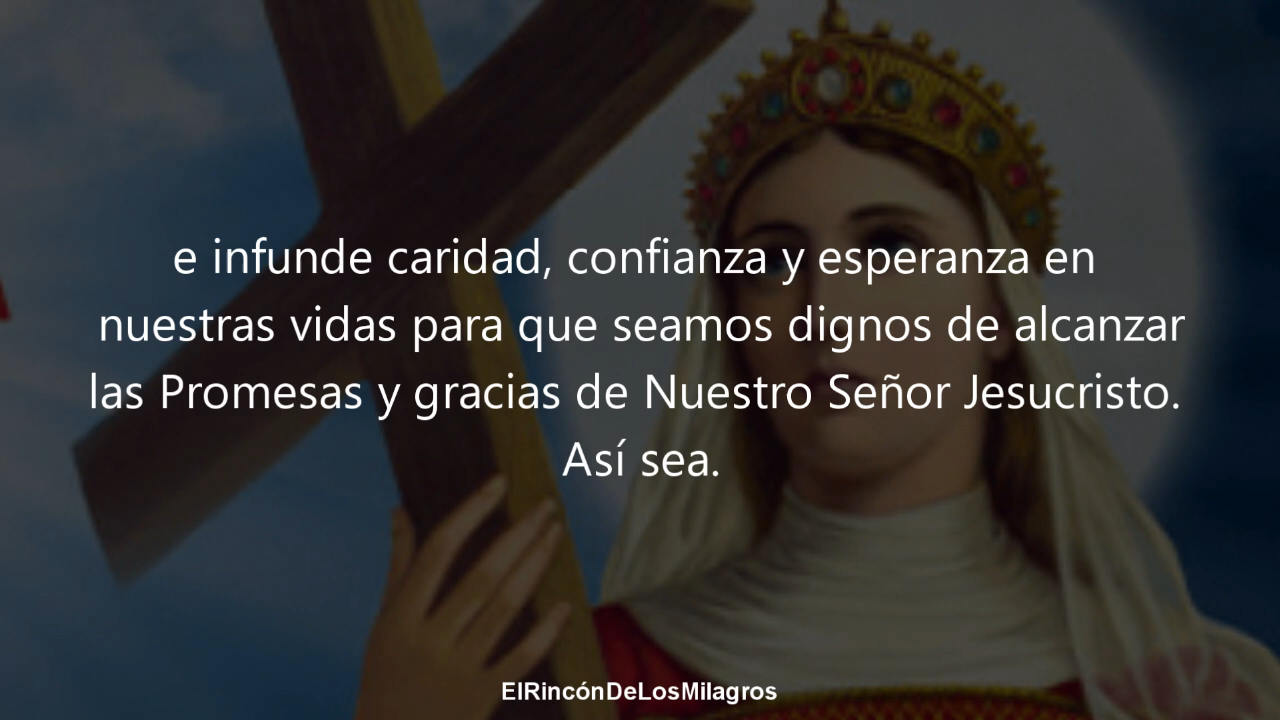 e infunde caridad, confianza y esperanza en
nuestras vidas para que seamos dignos de alcanzar
las Promesas y gracias de Nuestro Señor Jesucristo.
Así sea.
ElRincónDeLosMilagros